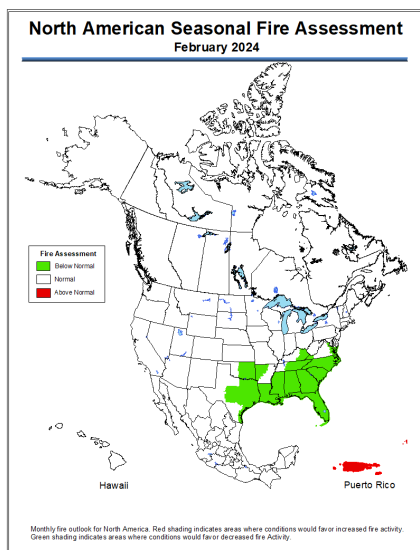 North American Seasonal Fire Assessment
February 2024
Fire Assessment
Below Normal
Normal
Above Normal
Hawaii
Puerto Rico
Monthly fire outlook for North America. Red shading indicates areas where conditions would favor increased fire activity.
Green shading indicates areas where conditions would favor decreased fire Activity.